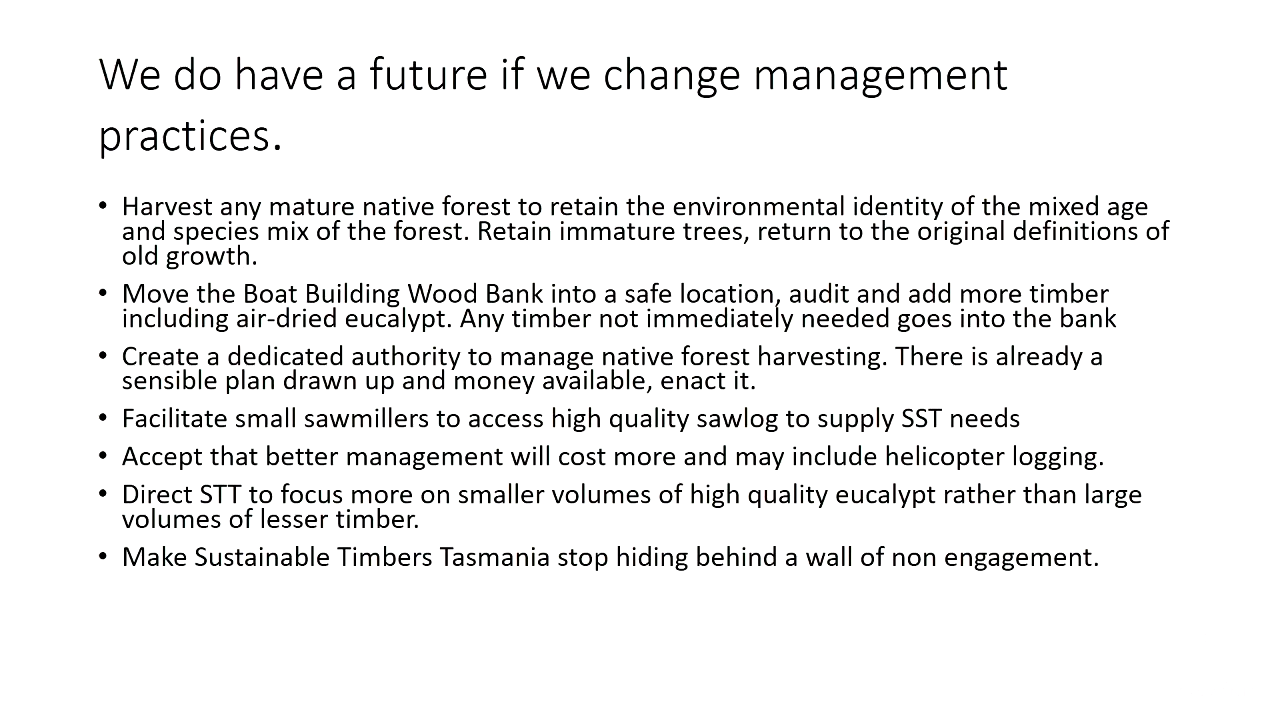 We do have a future if we change management
practices.
• Harvest any mature native forest to retain the environmental identity of the mixed age
and species mix of the forest. Retain immature trees, return to the original definitions of
old growth.
• Move the Boat Building Wood Bank into a safe location, audit and add more timber
including air-dried eucalypt. Any timber not immediately needed goes into the bank
• Create a dedicated authority to manage native forest harvesting. There is already a
sensible plan drawn up and money available, enact it.
• Facilitate small sawmillers to access high quality sawlog to supply SST needs
• Accept that better management will cost more and may include helicopter logging.
• Direct STT to focus more on smaller volumes of high quality eucalypt rather than large
volumes of lesser timber.
• Make Sustainable Timbers Tasmania stop hiding behind a wall of non engagement.